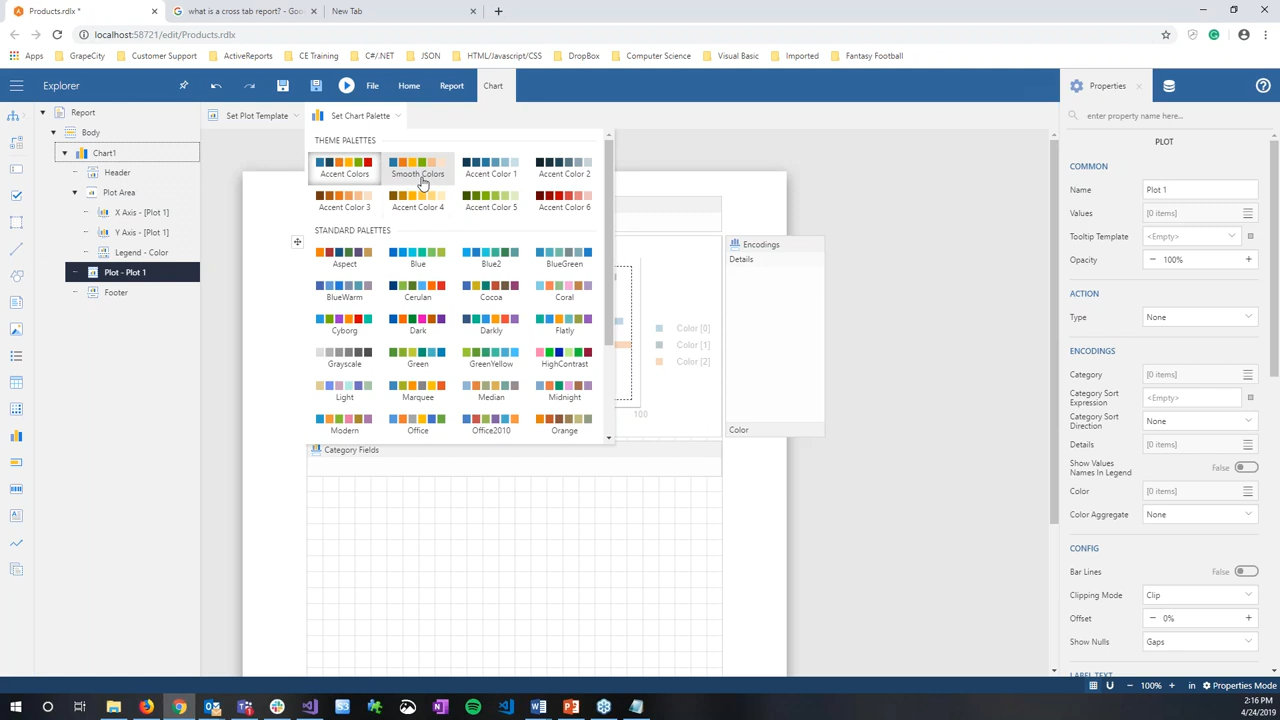 Products.rdlx *
what is a cross tab report? - Goo
New Tab
localhost:58721/edit/Products.rdlx
Apps GrapeCity Customer Support ActiveReports CE Training C#/.NET JSON HTML/Javascript/CSS DropBox Computer Science Visual Basic Imported Fantasy Football
Explorer File Home Report Chart Properties
Set Plot Template Set Chart Palette
enter property name here...
Report
Body
Chart1
Header
Plot Area
X Axis - [Plot 1]
Y Axis - [Plot 1]
Legend - Color
Plot - Plot 1
Footer
THEME PALETTES
Accent Colors Smooth Colors Accent Color 1 Accent Color 2
Accent Color 3 Accent Color 4 Accent Color 5 Accent Color 6
STANDARD PALETTES
Aspect Blue Blue2 BlueGreen
BlueWarm Cerulan Cocoa Coral
Cyborg Dark Darkly Flatly
Grayscale Green GreenYellow HighContrast
Light Marquee Median Midnight
Modern Office Office2010 Orange
Category Fields
Color [0]
Color [1]
Color [2]
100
Encodings
Details
Color
PLOT
COMMON
Name Plot 1
Values [0 items]
Tooltip Template <Empty>
Opacity 100%
ACTION
Type None
ENCODINGS
Category [0 items]
Category Sort Expression <Empty>
Category Sort Direction None
Details [0 items]
Show Values Names In Legend False
Color [0 items]
Color Aggregate None
CONFIG
Bar Lines False
Clipping Mode Clip
Offset 0%
Show Nulls Gaps
LABEL TEXT
100% in Properties Mode
2:16 PM
4/24/2019